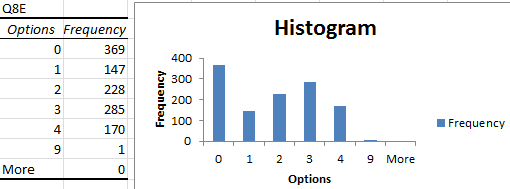 Q8E
Options Frequency
0 369
1 147
2 228
3 285
4 170
9 1
More 0
Histogram
Frequency
400
300
200
100
0
0 1 2 3 4 9 More
Options
Frequency